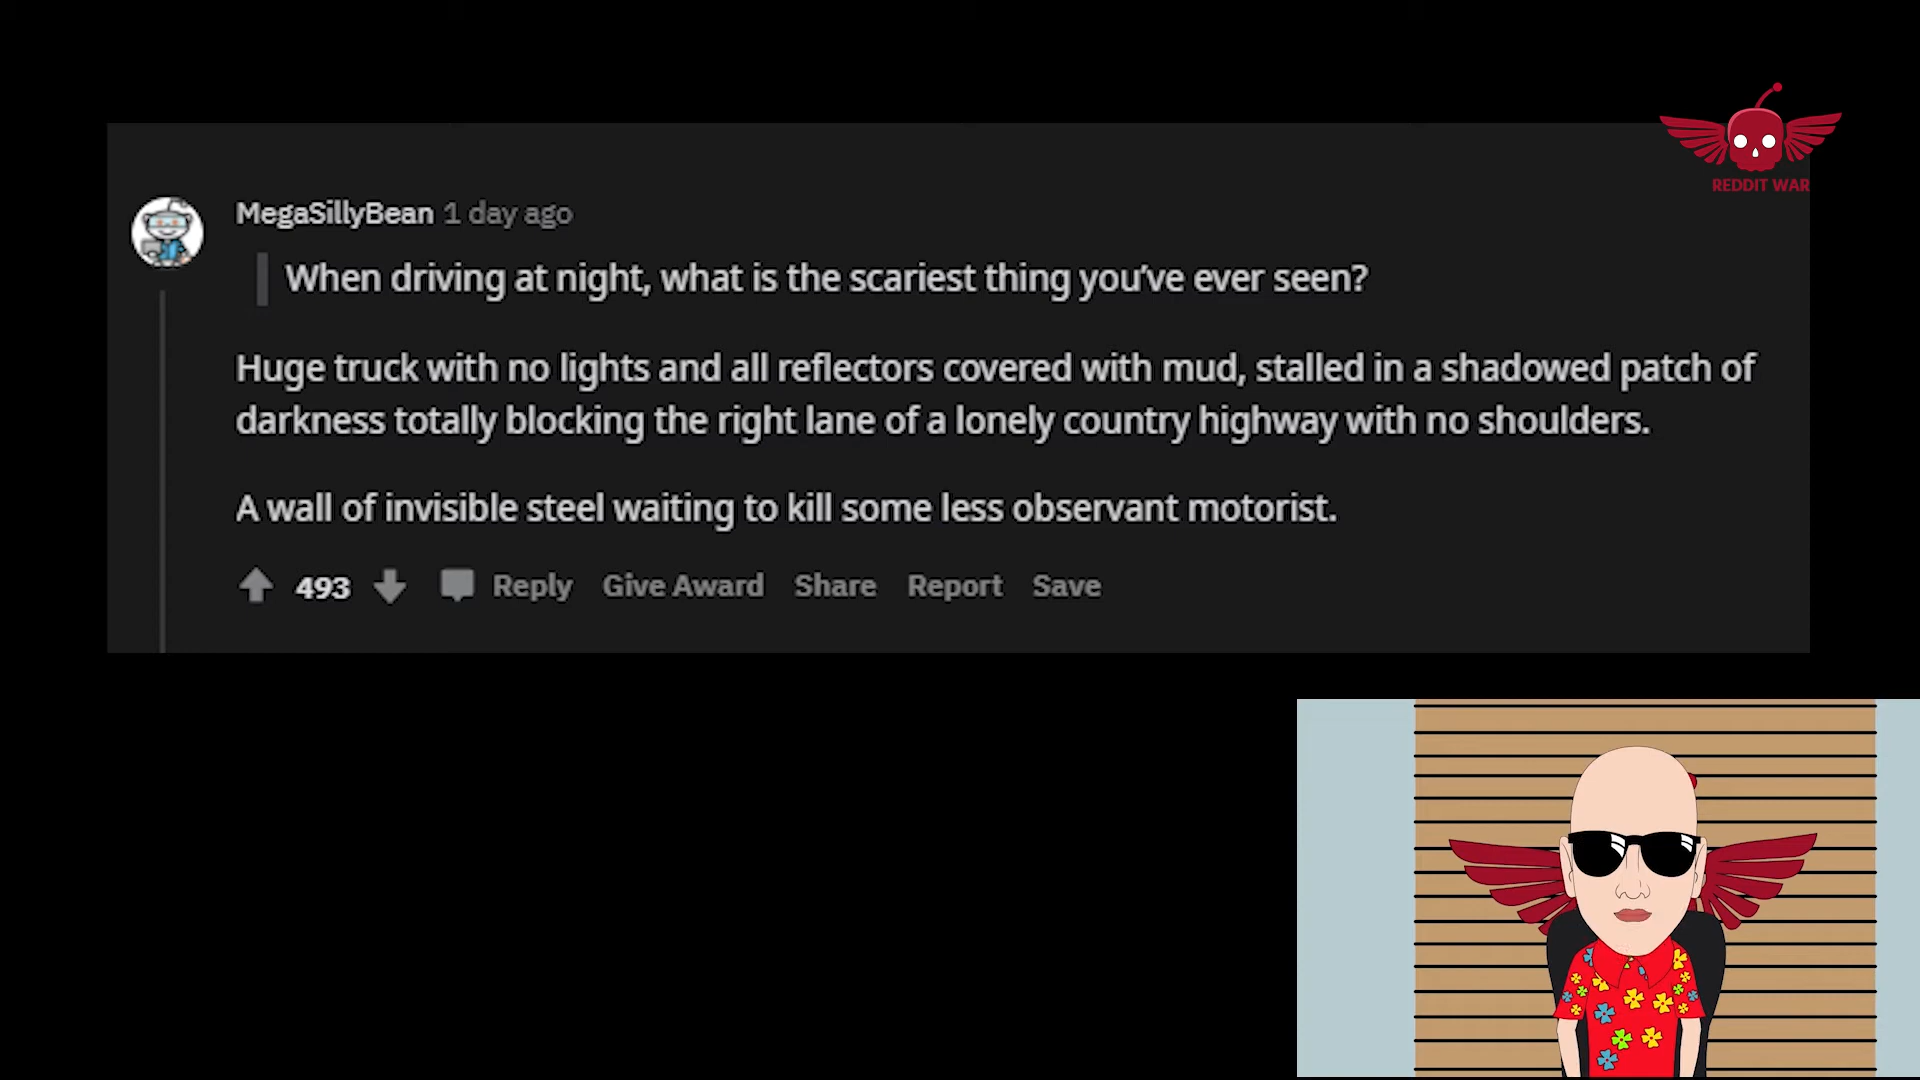 REDDIT WAR
MegaSillyBean 1 day ago
When driving at night, what is the scariest thing you've ever seen?
Huge truck with no lights and all reflectors covered with mud, stalled in a shadowed patch of
darkness totally blocking the right lane of a lonely country highway with no shoulders.
A wall of invisible steel waiting to kill some less observant motorist.
493 Reply Give Award Share Report Save